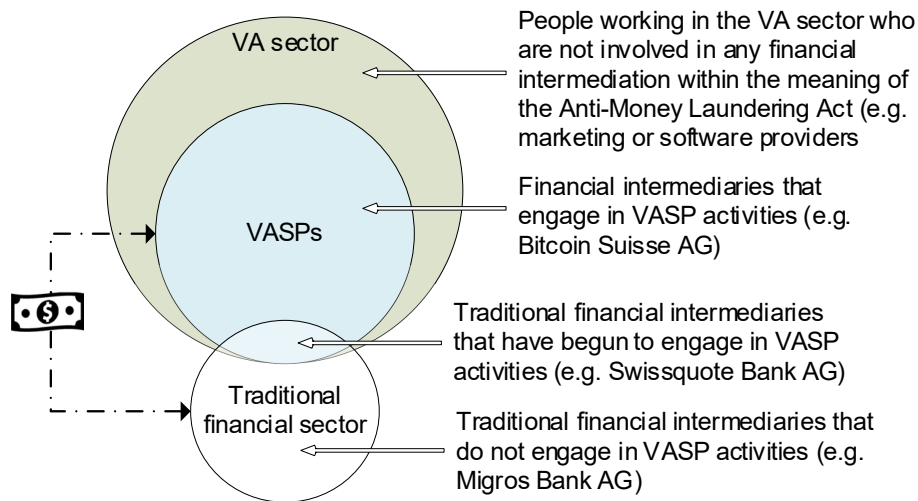 VA sector
People working in the VA sector who
are not involved in any financial
intermediation within the meaning of
the Anti-Money Laundering Act (e.g.
marketing or software providers
VASPs
Financial intermediaries that
engage in VASP activities (e.g.
Bitcoin Suisse AG)
$
Traditional financial intermediaries
that have begun to engage in VASP
activities (e.g. Swissquote Bank AG)
Traditional
financial sector
Traditional financial intermediaries that
do not engage in VASP activities (e.g.
Migros Bank AG)